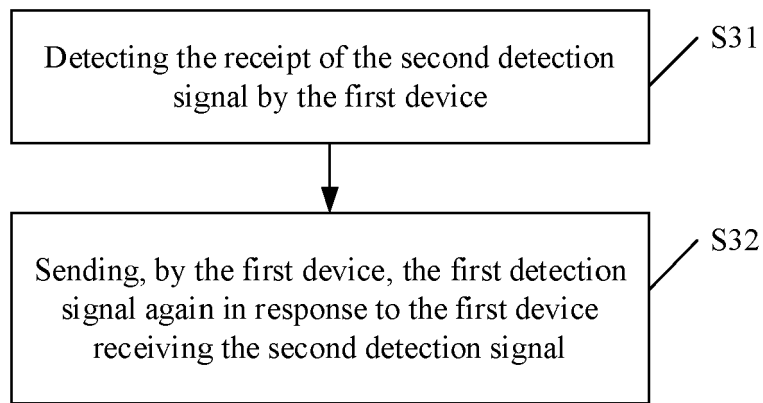 Detecting the receipt of the second detection
signal by the first device
S31
Sending, by the first device, the first detection
signal again in response to the first device
receiving the second detection signal
S32